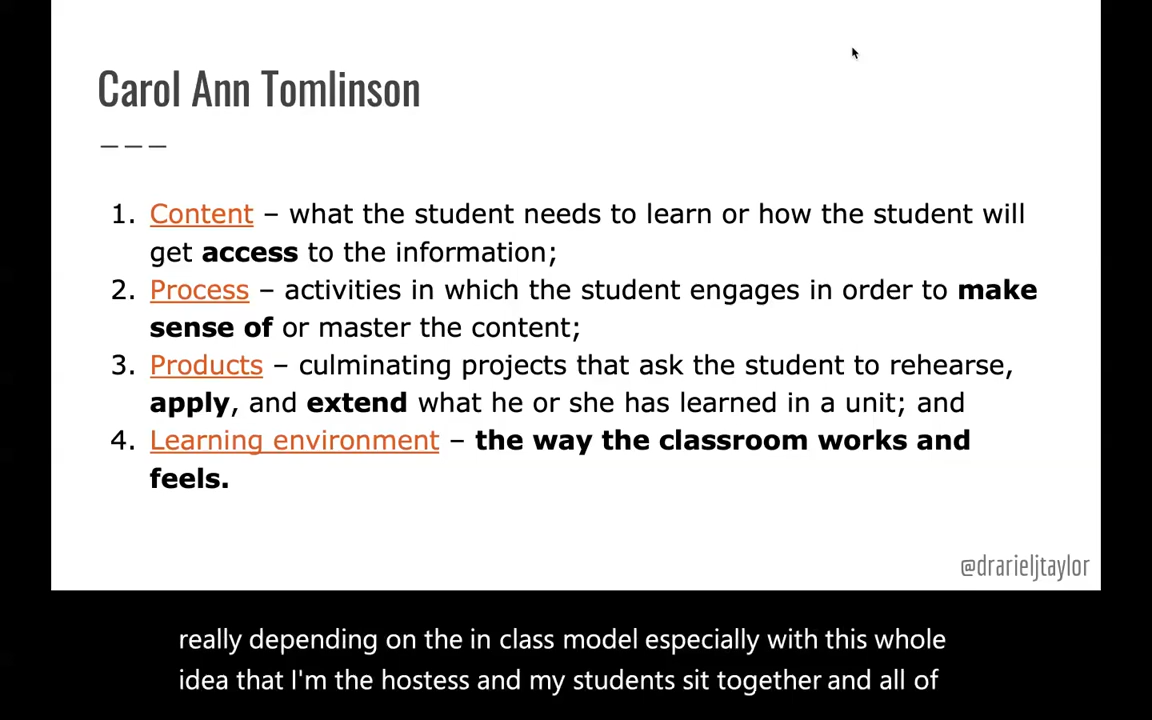 Carol Ann Tomlinson
———
1. Content – what the student needs to learn or how the student will
get access to the information;
2. Process – activities in which the student engages in order to make
sense of or master the content;
3. Products – culminating projects that ask the student to rehearse,
apply, and extend what he or she has learned in a unit; and
4. Learning environment – the way the classroom works and
feels.
@drarieljtaylor
really depending on the in class model especially with this whole
idea that I'm the hostess and my students sit together and all of